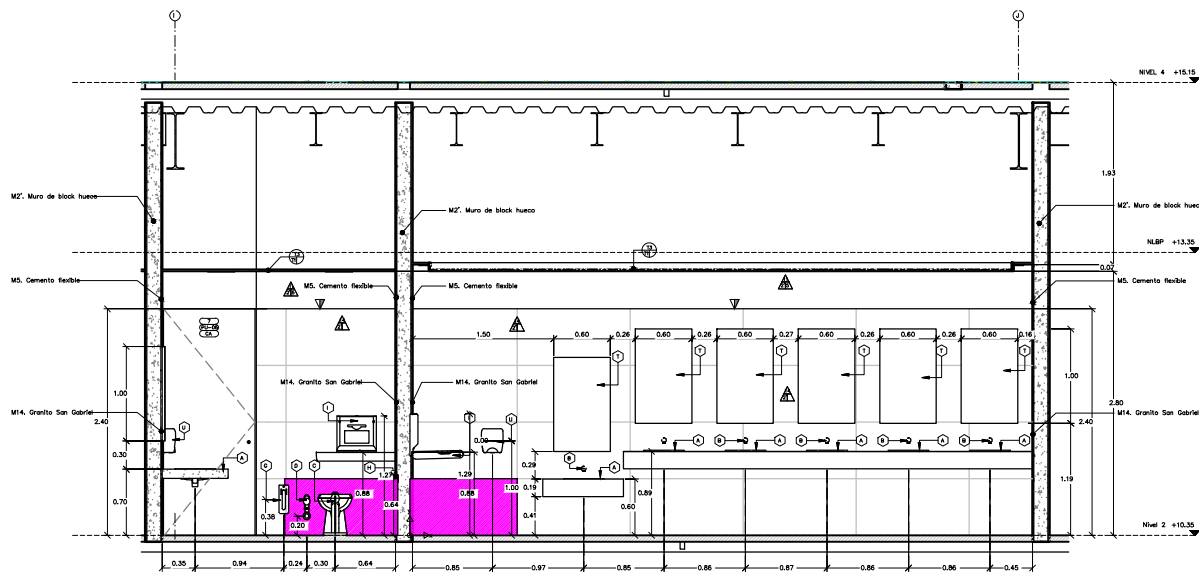 I
J
NIVEL 4 +15.15
1.93
M2'. Muro de block hueco
M2'. Muro de block hueco
M2'. Muro de block hueco
NLBP +13.35
0.07
M5. Cemento flexible
M5. Cemento flexible
M5. Cemento flexible
M5. Cemento flexible
1.50
0.60
0.26
0.60
0.26
0.60
0.27
0.60
0.26
0.60
0.26
0.60
0.16
T
T
T
T
T
T
1.00
2.40
1.00
2.80
2.40
M14. Granito San Gabriel
M14. Granito San Gabriel
M14. Granito San Gabriel
M14. Granito San Gabriel
I
U
U
A
B
A
B
A
B
A
B
A
B
A
A
G
D
C
H
B
0.30
0.70
0.38
0.20
0.88
1.27
0.64
1.29
0.88
1.00
0.29
0.19
0.41
0.60
0.89
1.19
Nivel 2 +10.35
0.35
0.94
0.24
0.30
0.64
0.85
0.97
0.85
0.86
0.87
0.86
0.86
0.45